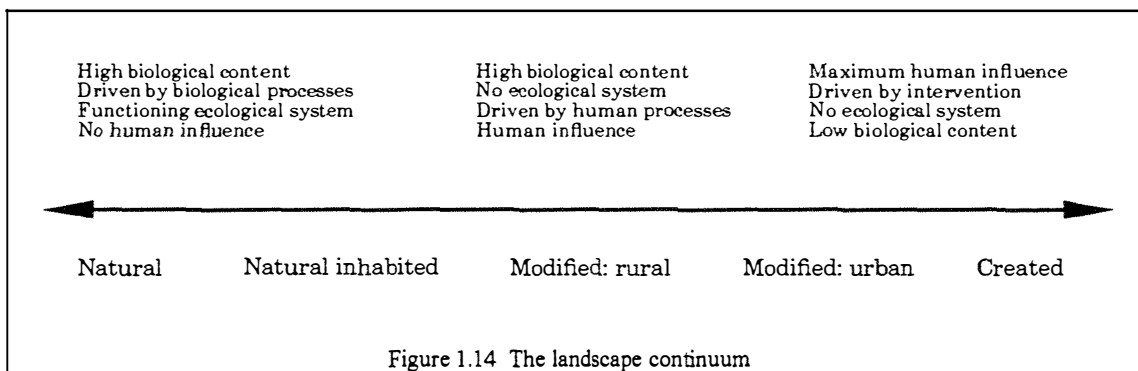 High biological content
Driven by biological processes
Functioning ecological system
No human influence
High biological content
No ecological system
Driven by human processes
Human influence
Maximum human influence
Driven by intervention
No ecological system
Low biological content
Natural
Natural inhabited
Modified: rural
Modified: urban
Created
Figure 1.14 The landscape continuum